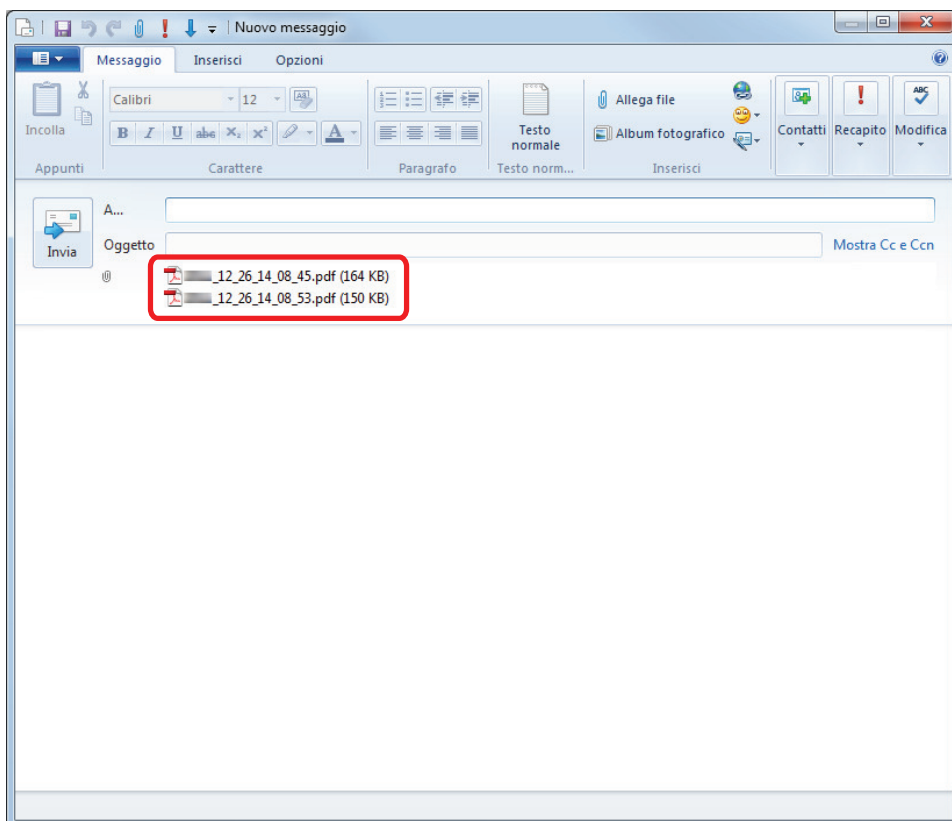 Nuovo messaggio
Messaggio Inserisci Opzioni
Incolla
Appunti
Calibri 12
B I U abc X₂ X² A
Carattere
Paragrafo
Testo normale
Testo norm...
Allega file
Album fotografico
Inserisci
Contatti Recapito Modifica
ABC
Invia
A...
Oggetto Mostra Cc e Ccn
_12_26_14_08_45.pdf (164 KB)
_12_26_14_08_53.pdf (150 KB)